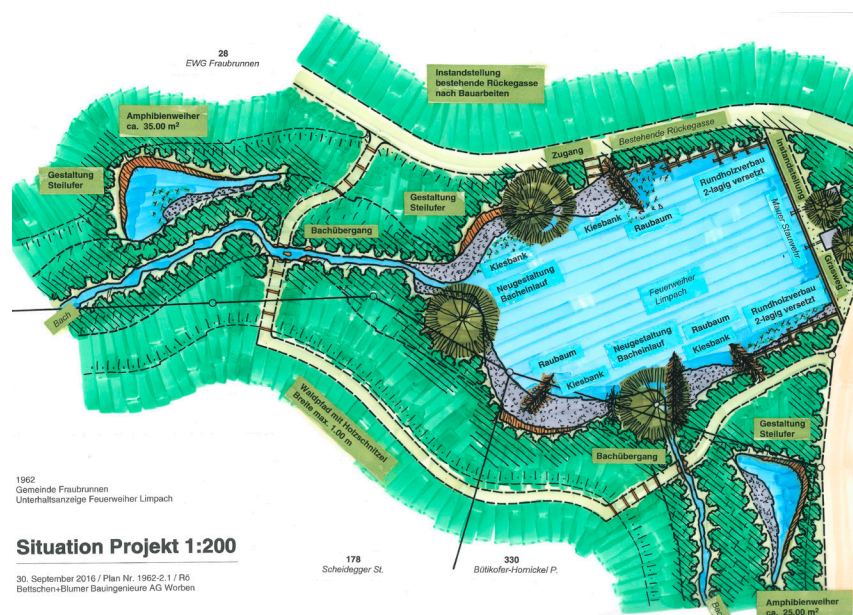 28
EWG Fraubrunnen
Instandstellung
bestehende Rückegasse
nach Bauarbeiten
Amphibienweiher
ca. 35.00 m²
Zugang
Bestehende Rückegasse
Instandstellung
Grasweg
Gestaltung
Steilufer
Gestaltung
Steilufer
Rundholzverbau
2-lagig versetzt
Mauer Stauwehr
Kiesbank
Raubaum
Bachübergang
Kiesbank
Neugestaltung
Bacheinlauf
Feuerweiher
Limpach
Bach
Rundholzverbau
2-lagig versetzt
Raubaum
Kiesbank
Neugestaltung
Bacheinlauf
Raubaum
Kiesbank
Waldpfad mit Holzschnitzel
Breite max. 1.00 m
Gestaltung
Steilufer
Bachübergang
1962
Gemeinde Fraubrunnen
Unterhaltsanzeige Feuerweiher Limpach
Situation Projekt 1:200
30. September 2016 / Plan Nr. 1962-2.1 / Rö
Bettschen+Blumer Bauingenieure AG Worben
178
Scheidegger St.
330
Bütikofer-Hornickel P.
Amphibienweiher
ca. 25.00 m²